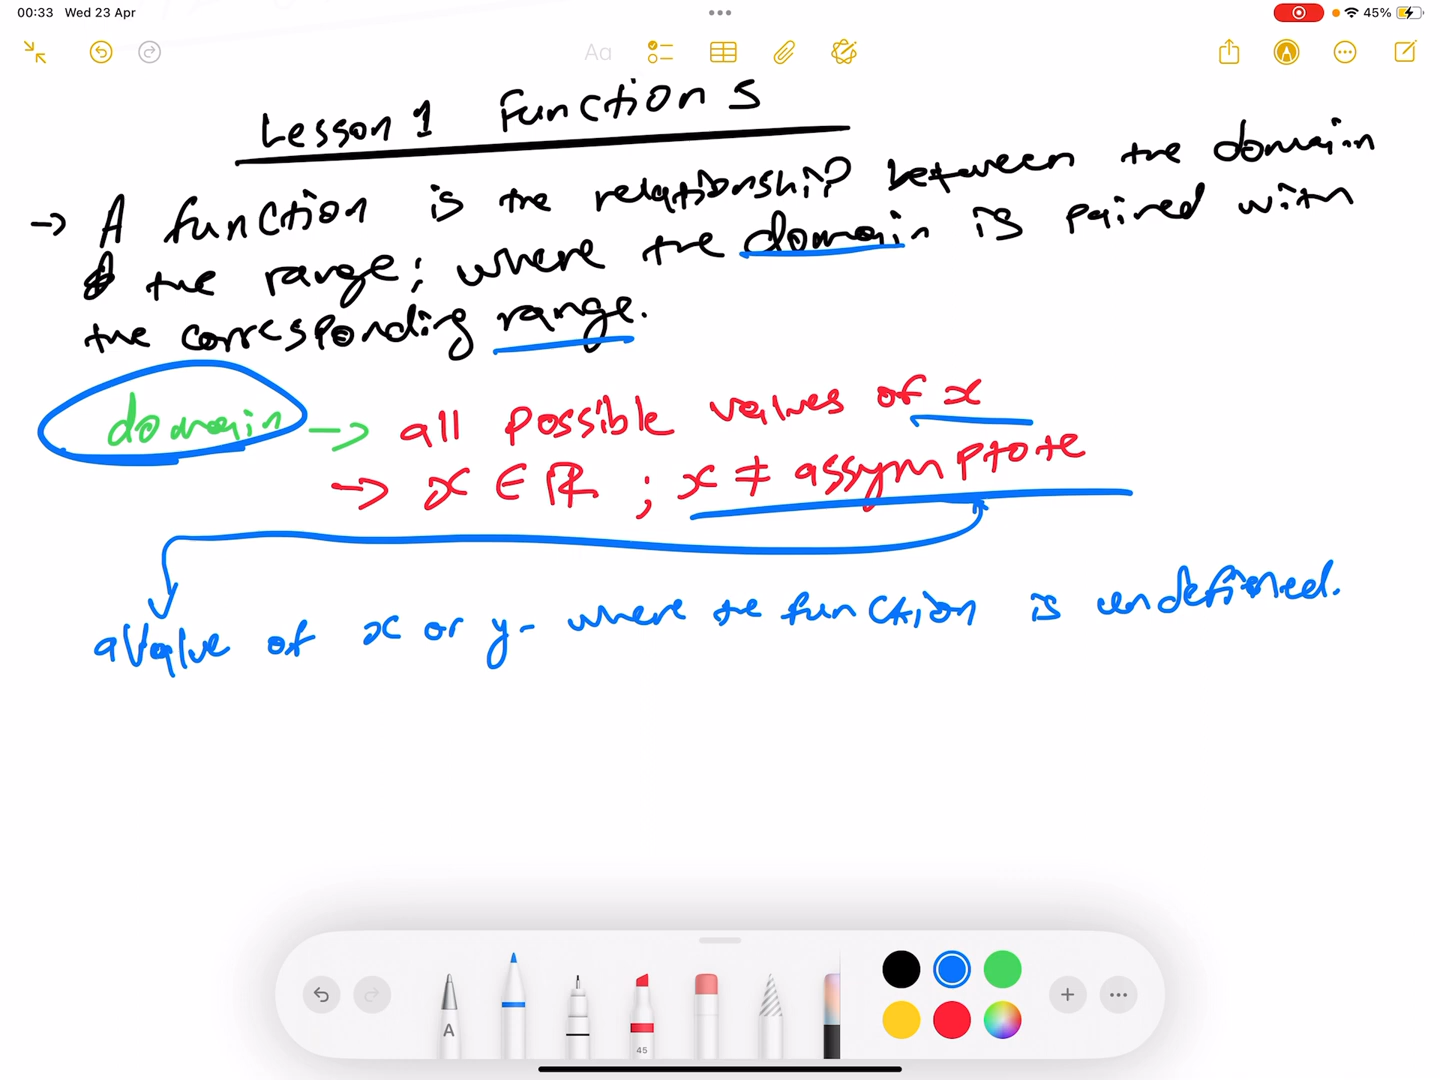 00:33 Wed 23 Apr
45%
Aa
Lesson 1 Functions
→ A function is the relationship between the domain
the range; where the domain is paired with
the corresponding range.
domain → all possible values of x
→ x ∈ ℝ ; x ≠ assymptote
a value of x or y - where the function is undefined.
A
45